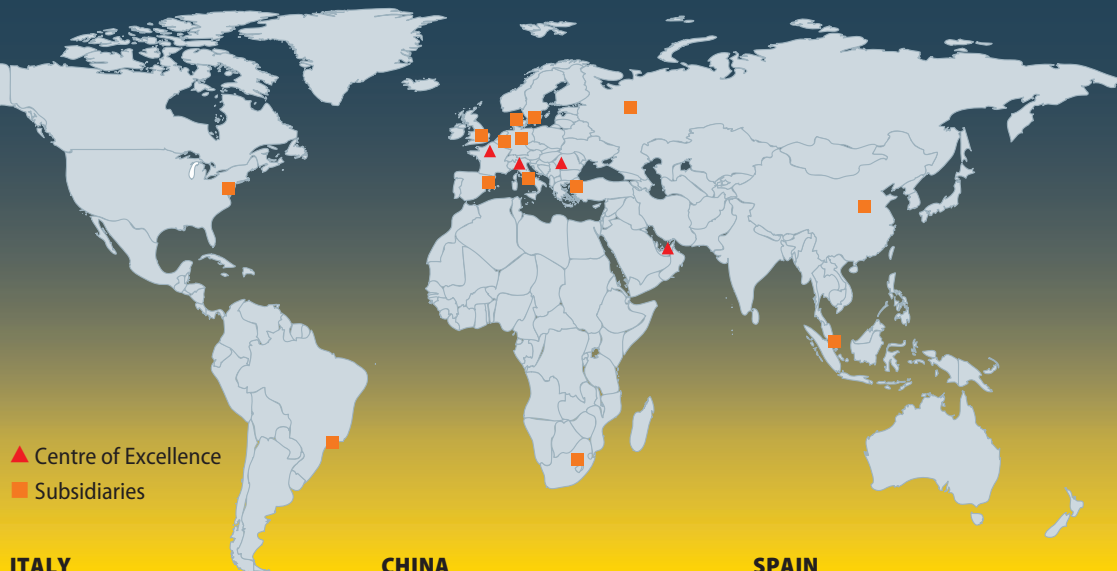 Centre of Excellence
Subsidiaries
ITALY
CHINA
SPAIN